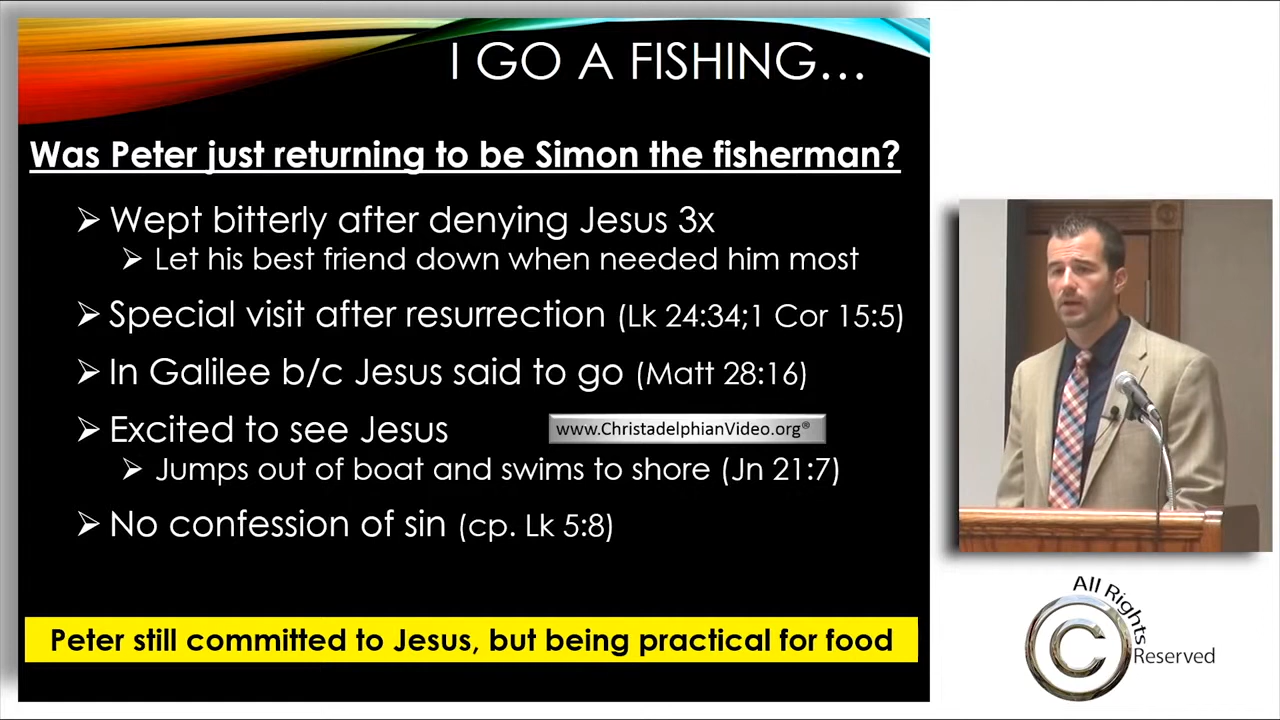 I GO A FISHING...
Was Peter just returning to be Simon the fisherman?
Wept bitterly after denying Jesus 3x
Let his best friend down when needed him most
Special visit after resurrection (Lk 24:34;1 Cor 15:5)
In Galilee b/c Jesus said to go (Matt 28:16)
Excited to see Jesus
www.ChristadelphianVideo.org®
Jumps out of boat and swims to shore (Jn 21:7)
No confession of sin (cp. Lk 5:8)
Peter still committed to Jesus, but being practical for food
All Rights
C
Reserved